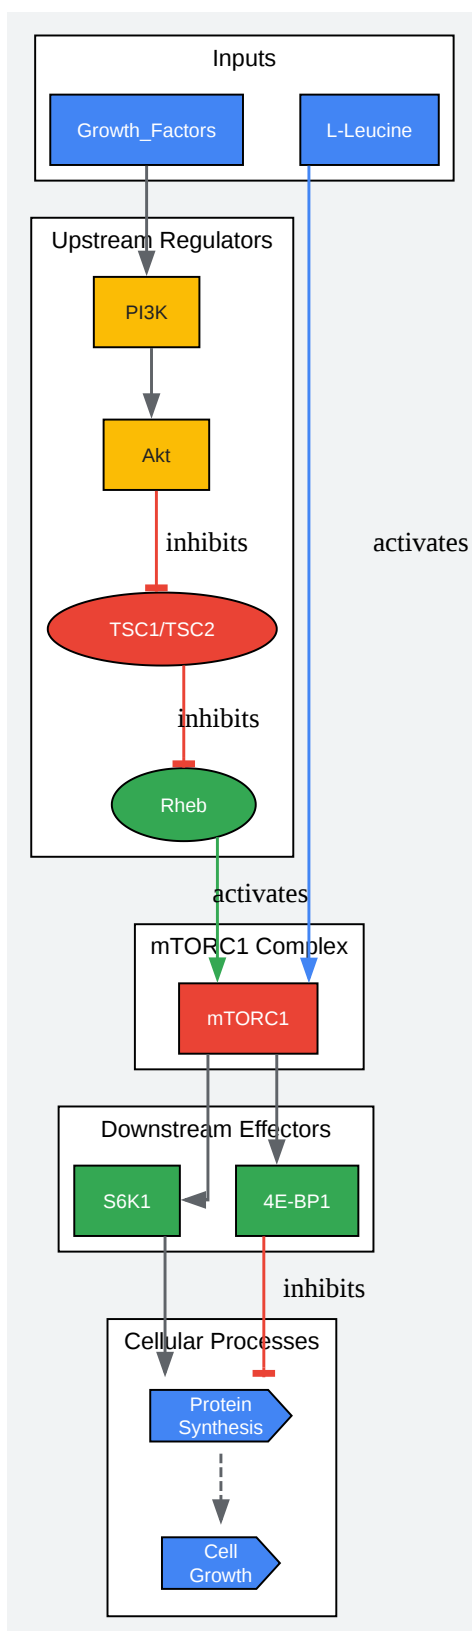 Inputs
Growth_Factors
L-Leucine
Upstream Regulators
PI3K
Akt
inhibits
activates
TSC1/TSC2
inhibits
Rheb
activates
mTORC1 Complex
mTORC1
Downstream Effectors
S6K1
4E-BP1
inhibits
Cellular Processes
Protein
Synthesis
Cell
Growth